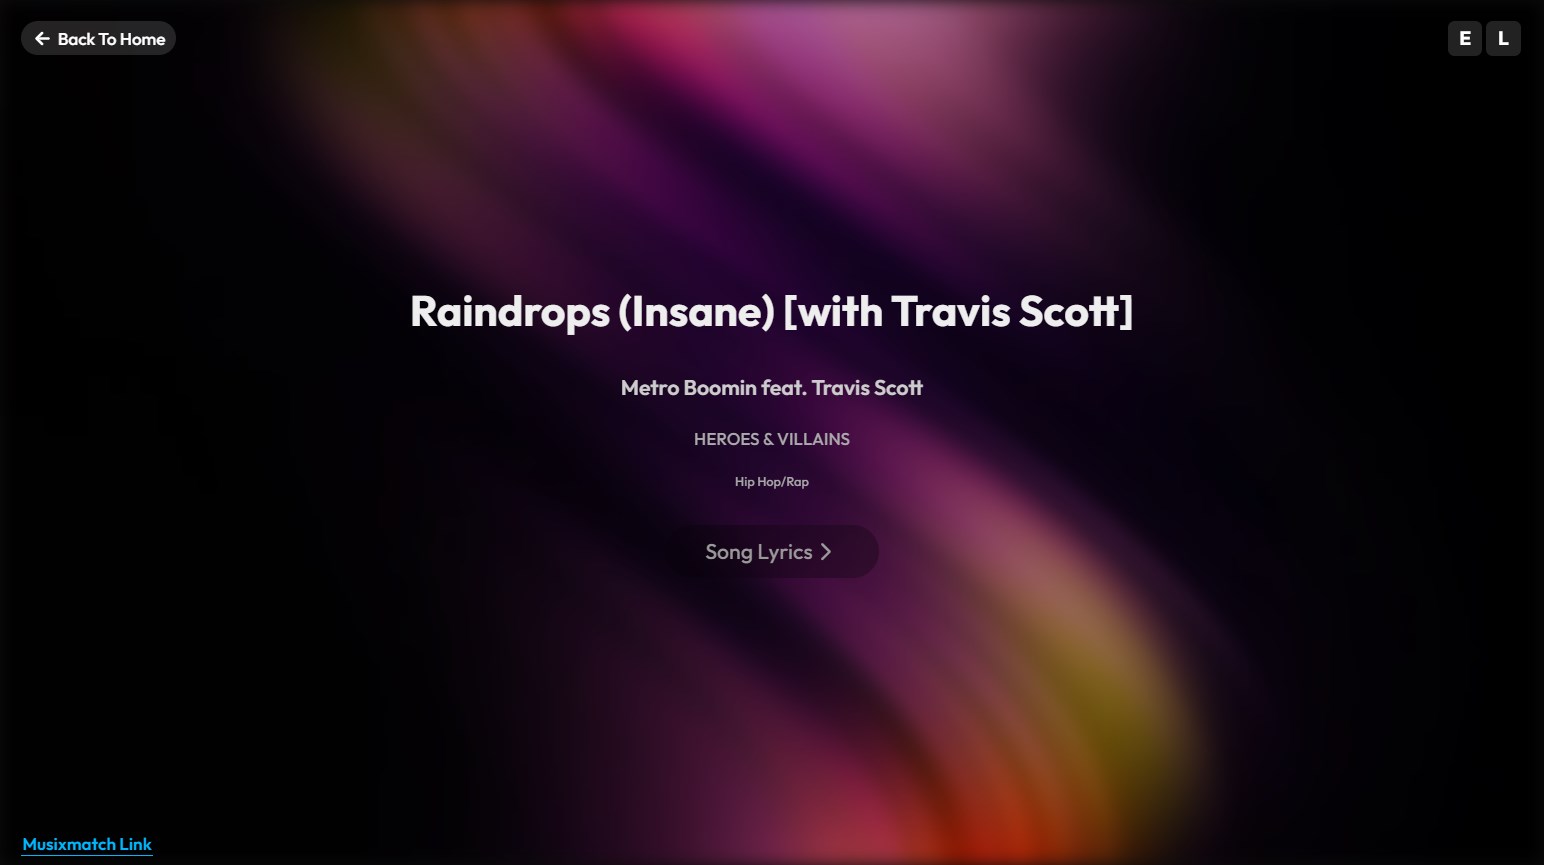 Back To Home
E L
Raindrops (Insane) [with Travis Scott]
Metro Boomin feat. Travis Scott
HEROES & VILLAINS
Hip Hop/Rap
Song Lyrics
Musixmatch Link